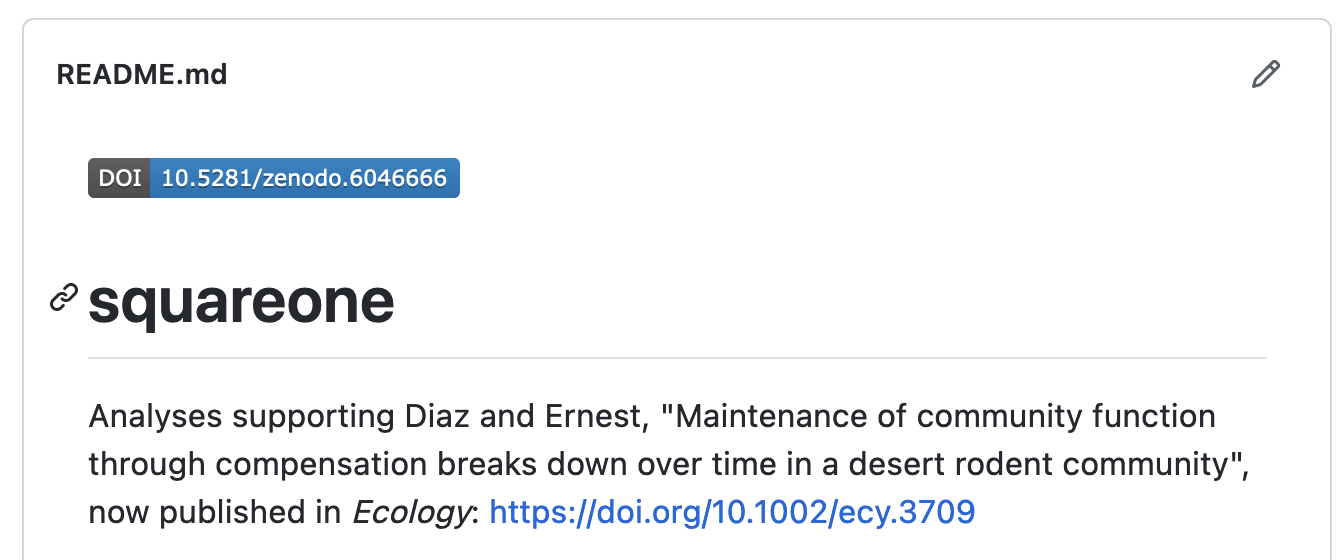 README.md
DOI 10.5281/zenodo.6046666
squareone
Analyses supporting Diaz and Ernest, "Maintenance of community function
through compensation breaks down over time in a desert rodent community",
now published in Ecology: https://doi.org/10.1002/ecy.3709